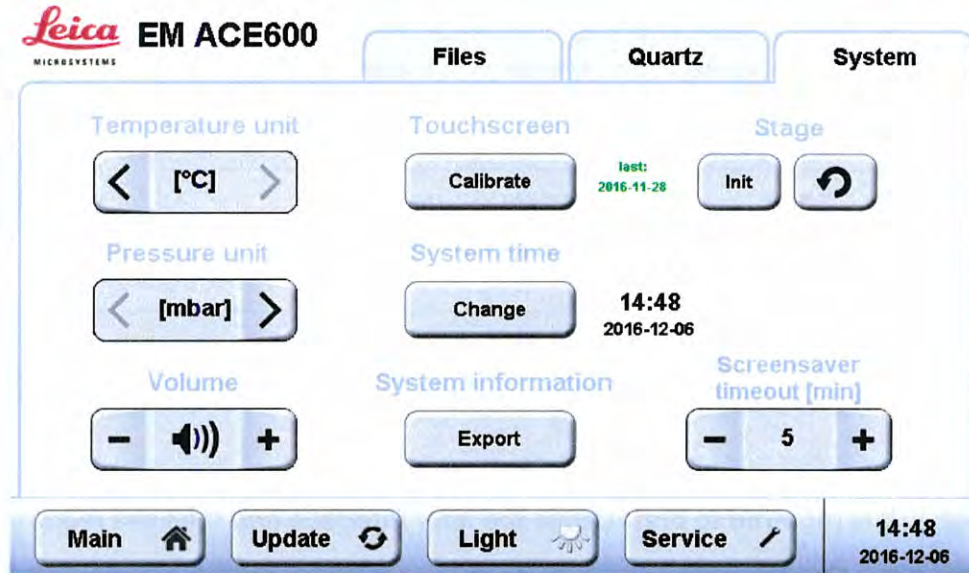 Leica
MICROSYSTEMS
EM ACE600
Files
Quartz
System
Temperature unit
Touchscreen
Stage
[°C]
Calibrate
last:
2016-11-28
Init
Pressure unit
System time
[mbar]
Change
14:48
2016-12-06
Volume
System information
Screensaver
timeout [min]
Export
5
Main
Update
Light
Service
14:48
2016-12-06